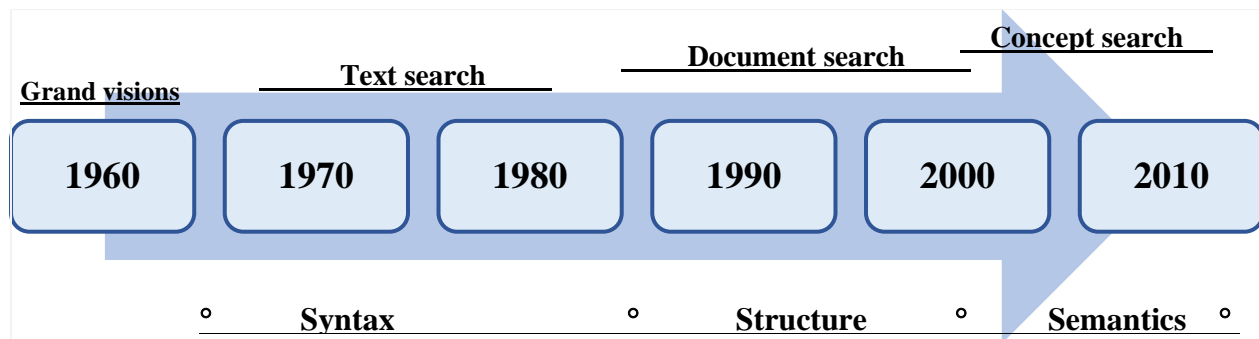 Concept search
Document search
Text search
Grand visions
1960 1970 1980 1990 2000 2010
Syntax Structure Semantics